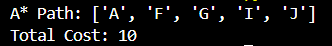 A* Path: ['A', 'F', 'G', 'I', 'J']
Total Cost: 10